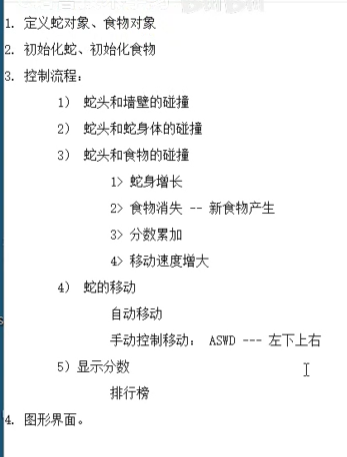 1. 定义蛇对象、食物对象
2. 初始化蛇、初始化食物
3. 控制流程：
1） 蛇头和墙壁的碰撞
2） 蛇头和蛇身体的碰撞
3） 蛇头和食物的碰撞
1> 蛇身增长
2> 食物消失 -- 新食物产生
3> 分数累加
4> 移动速度增大
4） 蛇的移动
自动移动
手动控制移动： ASWD --- 左下上右
5）显示分数
排行榜
4. 图形界面。